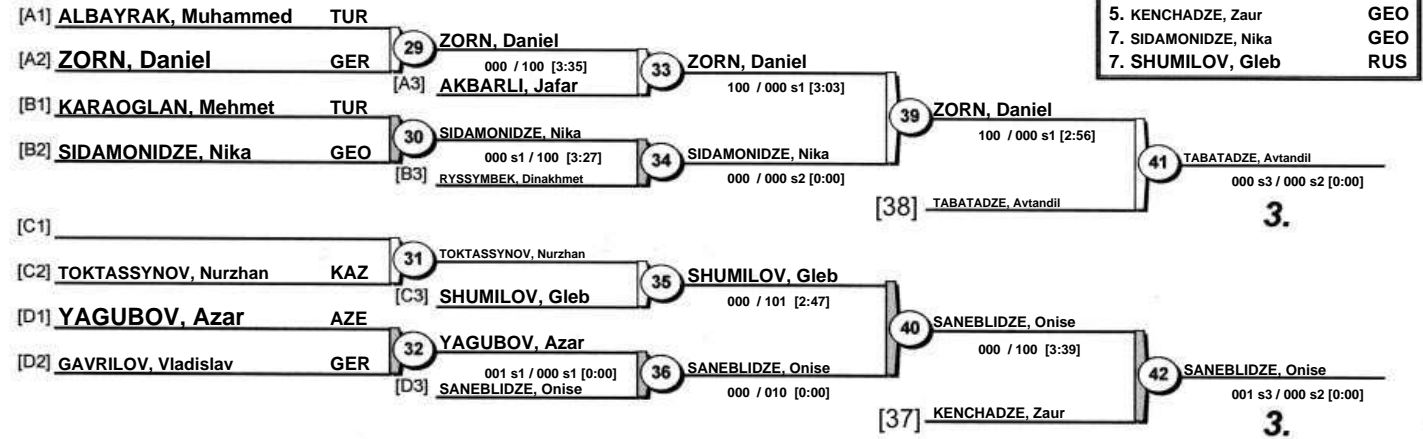 5. KENCHADZE, Zaur GEO
7. SIDAMONIDZE, Nika GEO
7. SHUMILOV, Gleb RUS
[A1] ALBAYRAK, Muhammed TUR
29 ZORN, Daniel
[A2] ZORN, Daniel GER
000 / 100 [3:35]
33 ZORN, Daniel
[A3] AKBARLI, Jafar
100 / 000 s1 [3:03]
[B1] KARAOGLAN, Mehmet TUR
39 ZORN, Daniel
30 SIDAMONIDZE, Nika
100 / 000 s1 [2:56]
[B2] SIDAMONIDZE, Nika GEO
000 s1 / 100 [3:27]
34 SIDAMONIDZE, Nika
41 TABATADZE, Avtandil
[B3] RYSSYMBEK, Dinakhmet
000 / 000 s2 [0:00]
000 s3 / 000 s2 [0:00]
[38] TABATADZE, Avtandil
3.
[C1]
31 TOKTASSYNOV, Nurzhan
[C2] TOKTASSYNOV, Nurzhan KAZ
35 SHUMILOV, Gleb
[C3] SHUMILOV, Gleb
000 / 101 [2:47]
[D1] YAGUBOV, Azar AZE
40 SANEBLIDZE, Onise
32 YAGUBOV, Azar
000 / 100 [3:39]
[D2] GAVRILOV, Vladislav GER
001 s1 / 000 s1 [0:00]
36 SANEBLIDZE, Onise
42 SANEBLIDZE, Onise
[D3] SANEBLIDZE, Onise
000 / 010 [0:00]
001 s3 / 000 s2 [0:00]
[37] KENCHADZE, Zaur
3.